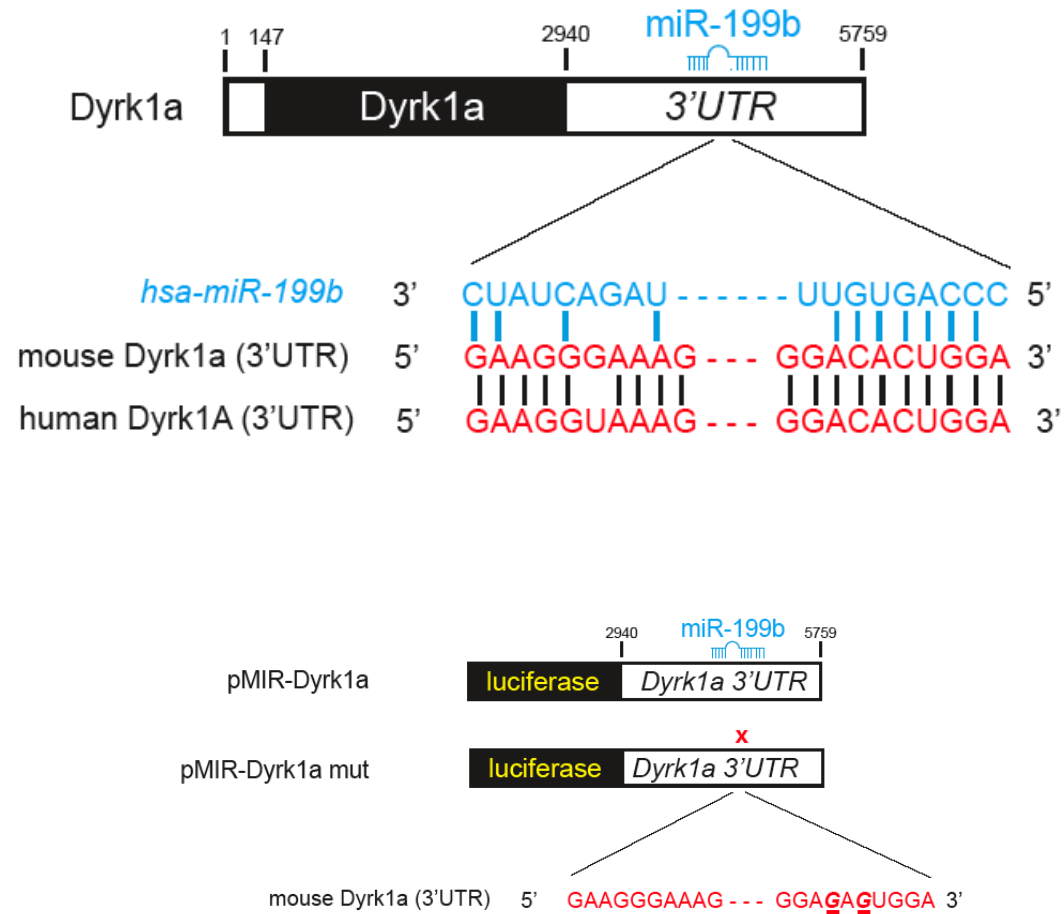 miR-199b
1 147 2940 5759
Dyrk1a Dyrk1a 3'UTR
hsa-miR-199b 3' CUAUCAGAU - - - - - - UUGUGACCC 5'
mouse Dyrk1a (3'UTR) 5' GAAGGGAAAG - - - GGACACUGGA 3'
human Dyrk1A (3'UTR) 5' GAAGGUAAAG - - - GGACACUGGA 3'
2940 miR-199b 5759
pMIR-Dyrk1a luciferase Dyrk1a 3'UTR
x
pMIR-Dyrk1a mut luciferase Dyrk1a 3'UTR
mouse Dyrk1a (3'UTR) 5' GAAGGGAAAG - - - GGAGAGUGGA 3'